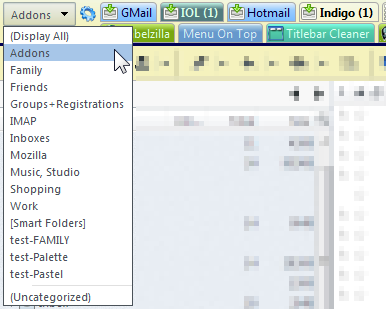 Addons
GMail
IOL (1)
Hotmail
Indigo (2)
belzilla
Menu On Top
Titlebar Cleaner
(Display All)
Addons
Family
Friends
Groups+Registrations
IMAP
Inboxes
Mozilla
Music, Studio
Shopping
Work
[Smart Folders]
test-FAMILY
test-Palette
test-Pastel
(Uncategorized)